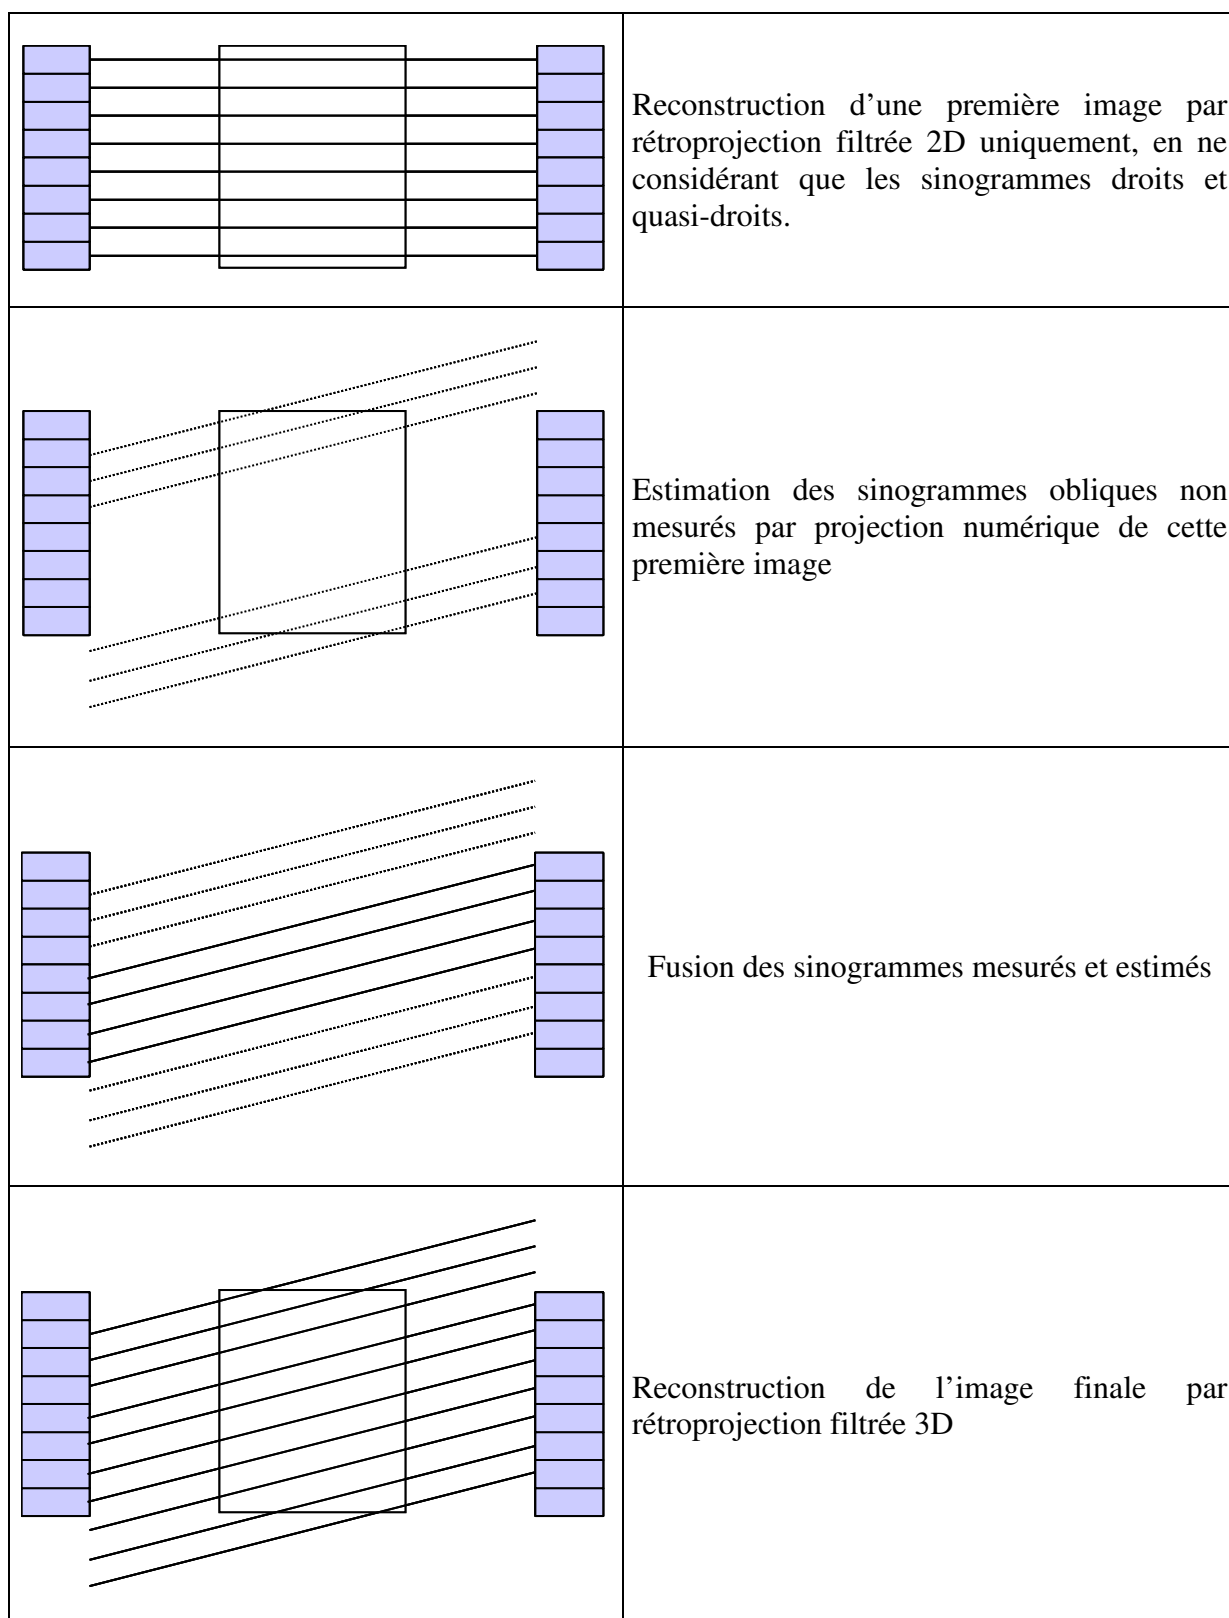 Reconstruction d’une première image par
rétroprojection filtrée 2D uniquement, en ne
considérant que les sinogrammes droits et
quasi-droits.
Estimation des sinogrammes obliques non
mesurés par projection numérique de cette
première image
Fusion des sinogrammes mesurés et estimés
Reconstruction de l’image finale par
rétroprojection filtrée 3D